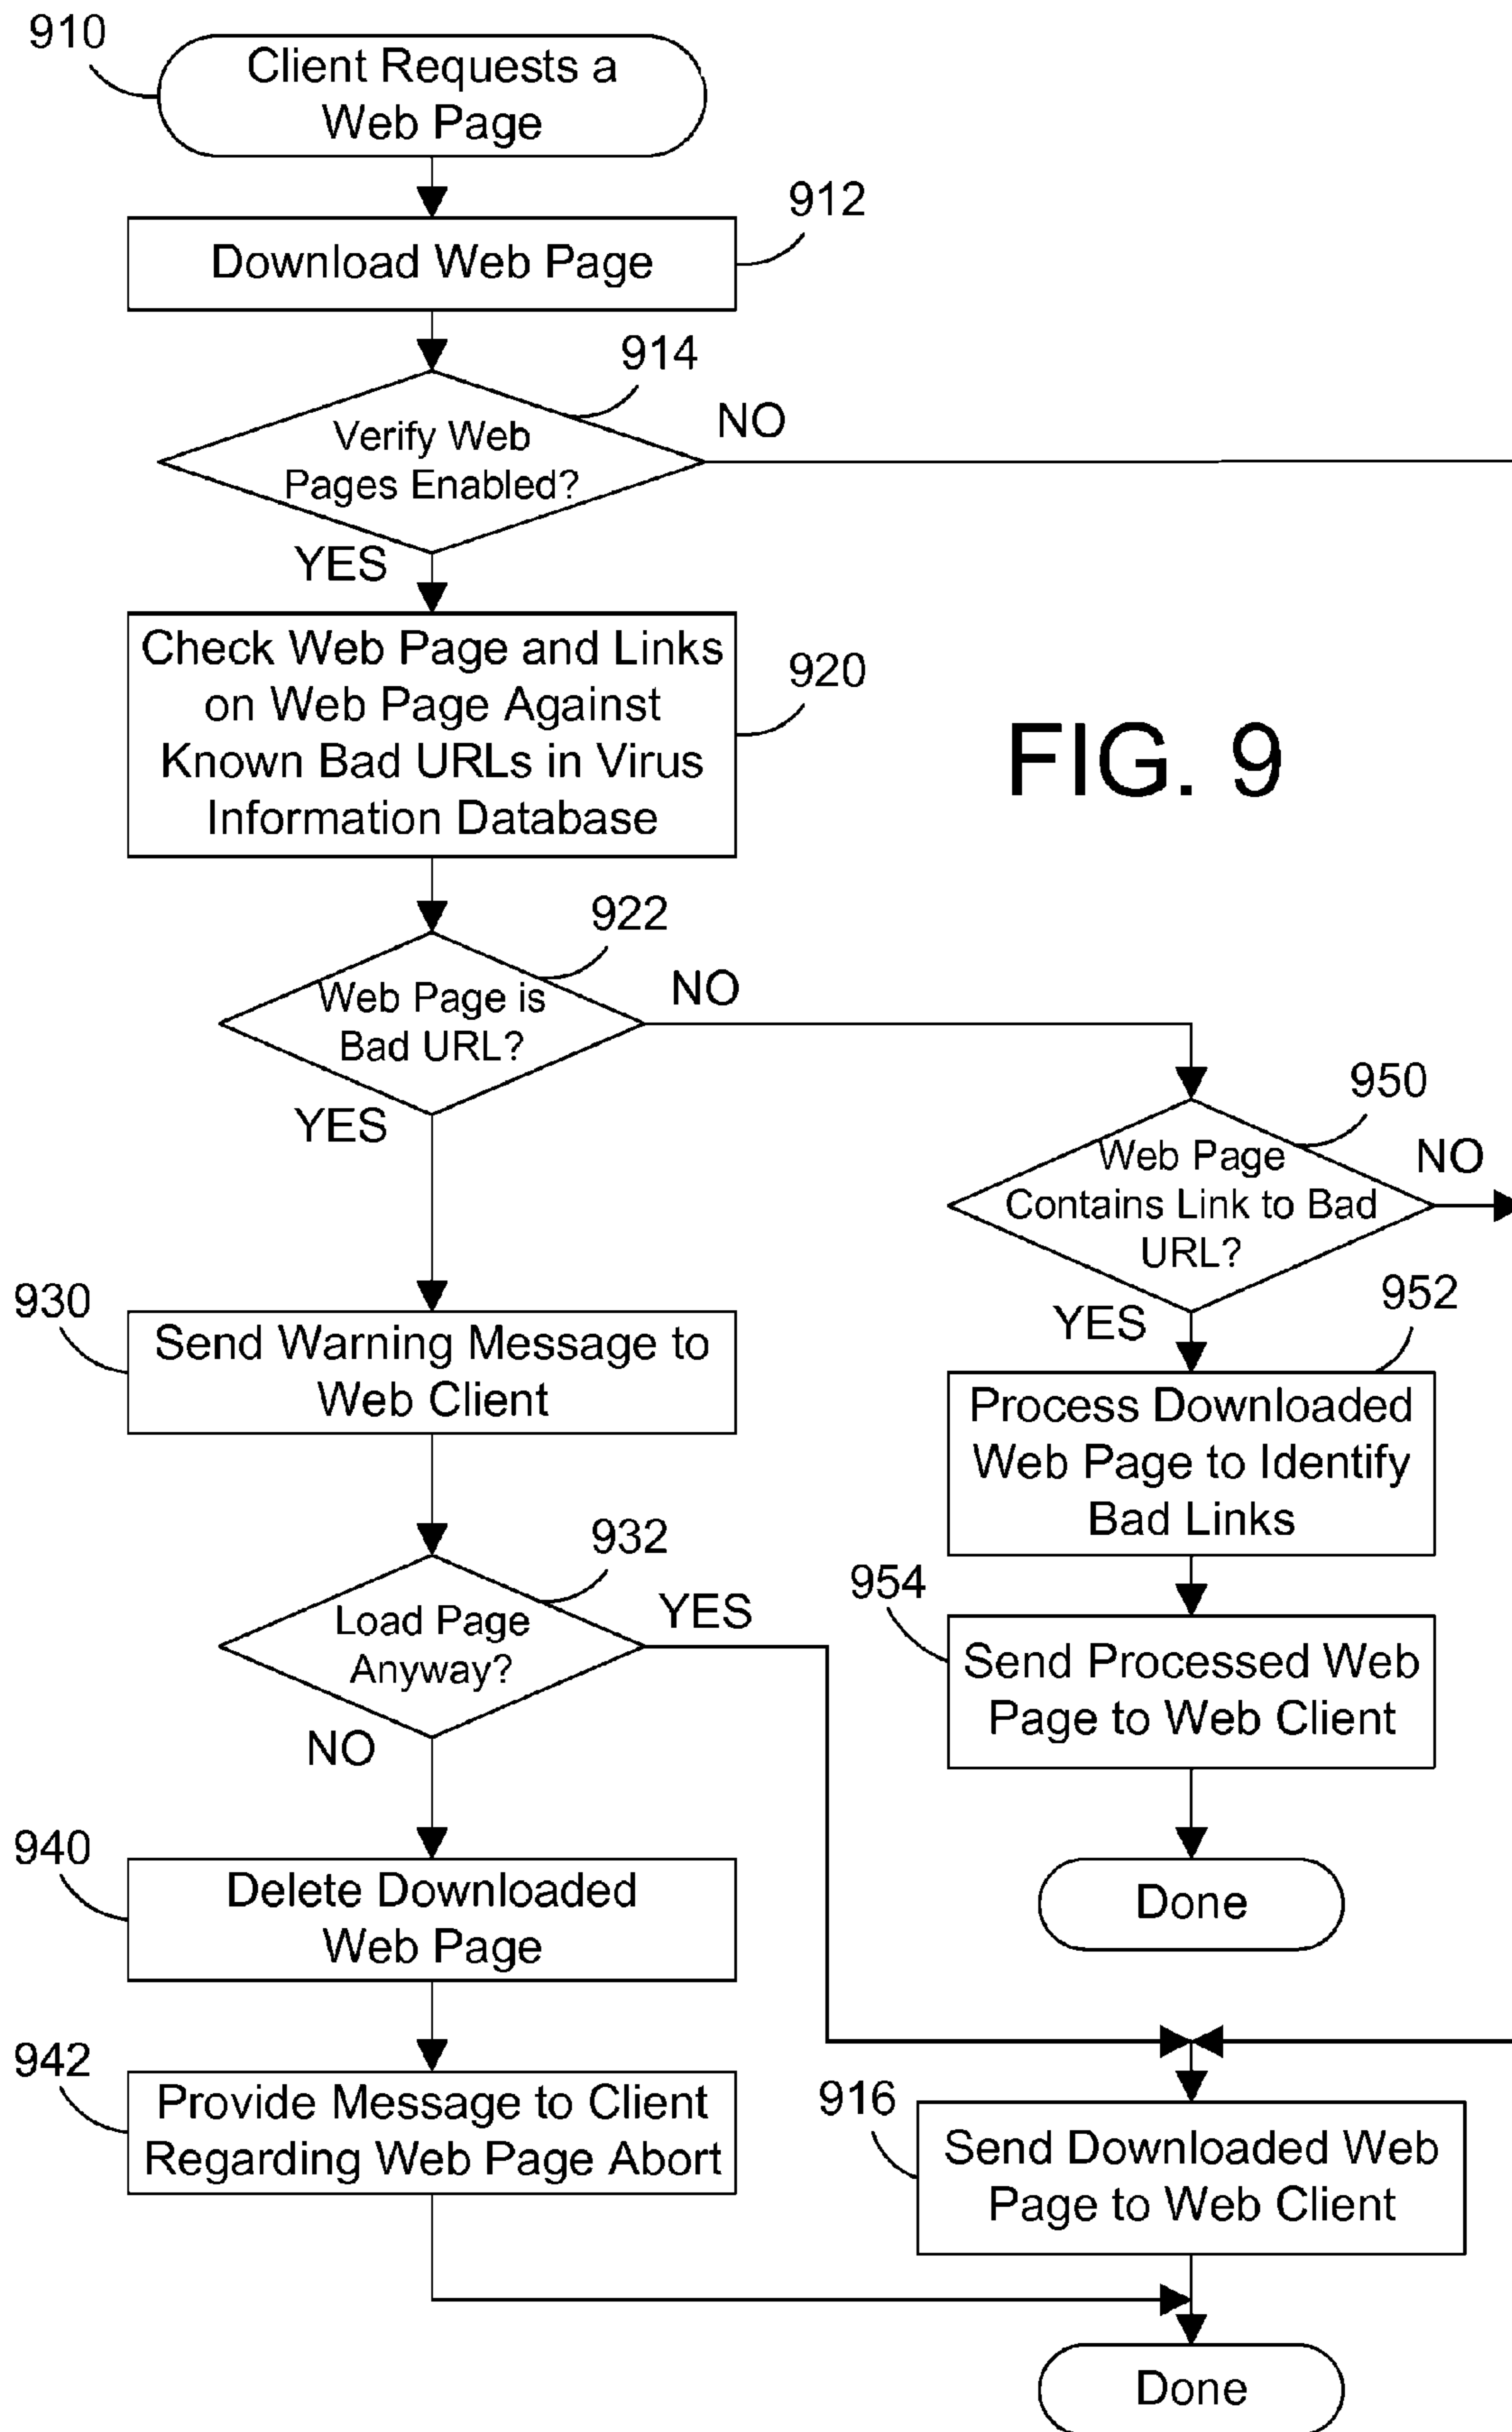 910
Client Requests a
Web Page
912
Download Web Page
914
Verify Web
Pages Enabled?
NO
YES
Check Web Page and Links
on Web Page Against
Known Bad URLs in Virus
Information Database
920
FIG. 9
922
Web Page is
Bad URL?
NO
YES
950
Web Page
Contains Link to Bad
URL?
NO
YES
930
Send Warning Message to
Web Client
952
Process Downloaded
Web Page to Identify
Bad Links
932
Load Page
Anyway?
YES
NO
954
Send Processed Web
Page to Web Client
Done
940
Delete Downloaded
Web Page
942
Provide Message to Client
Regarding Web Page Abort
916
Send Downloaded Web
Page to Web Client
Done